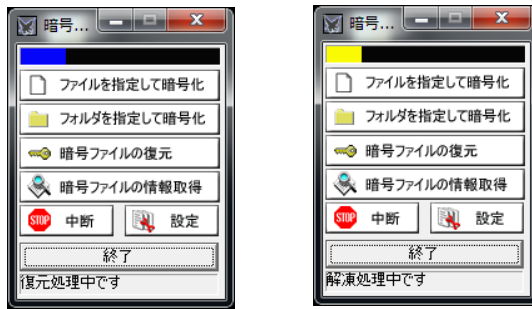 暗号...
ファイルを指定して暗号化
フォルダを指定して暗号化
暗号ファイルの復元
暗号ファイルの情報取得
STOP 中断 設定
終了
復元処理中です
暗号...
ファイルを指定して暗号化
フォルダを指定して暗号化
暗号ファイルの復元
暗号ファイルの情報取得
STOP 中断 設定
終了
解凍処理中です